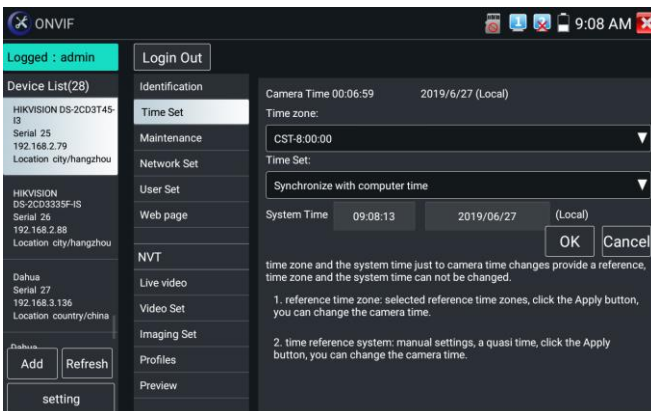 ONVIF
9:08 AM
Logged : admin
Login Out
Device List(28)
HIKVISION DS-2CD3T45-
I3
Serial 25
192.168.2.79
Location city/hangzhou
HIKVISION
DS-2CD3335F-IS
Serial 26
192.168.2.88
Location city/hangzhou
Dahua
Serial 27
192.168.3.136
Location country/china
Dahua
Add
Refresh
setting
Identification
Time Set
Maintenance
Network Set
User Set
Web page
NVT
Live video
Video Set
Imaging Set
Profiles
Preview
Camera Time 00:06:59 2019/6/27 (Local)
Time zone:
CST-8:00:00
Time Set:
Synchronize with computer time
System Time 09:08:13 2019/06/27 (Local)
OK Cancel
time zone and the system time just to camera time changes provide a reference,
time zone and the system time can not be changed.
1. reference time zone: selected reference time zones, click the Apply button,
you can change the camera time.
2. time reference system: manual settings, a quasi time, click the Apply
button, you can change the camera time.